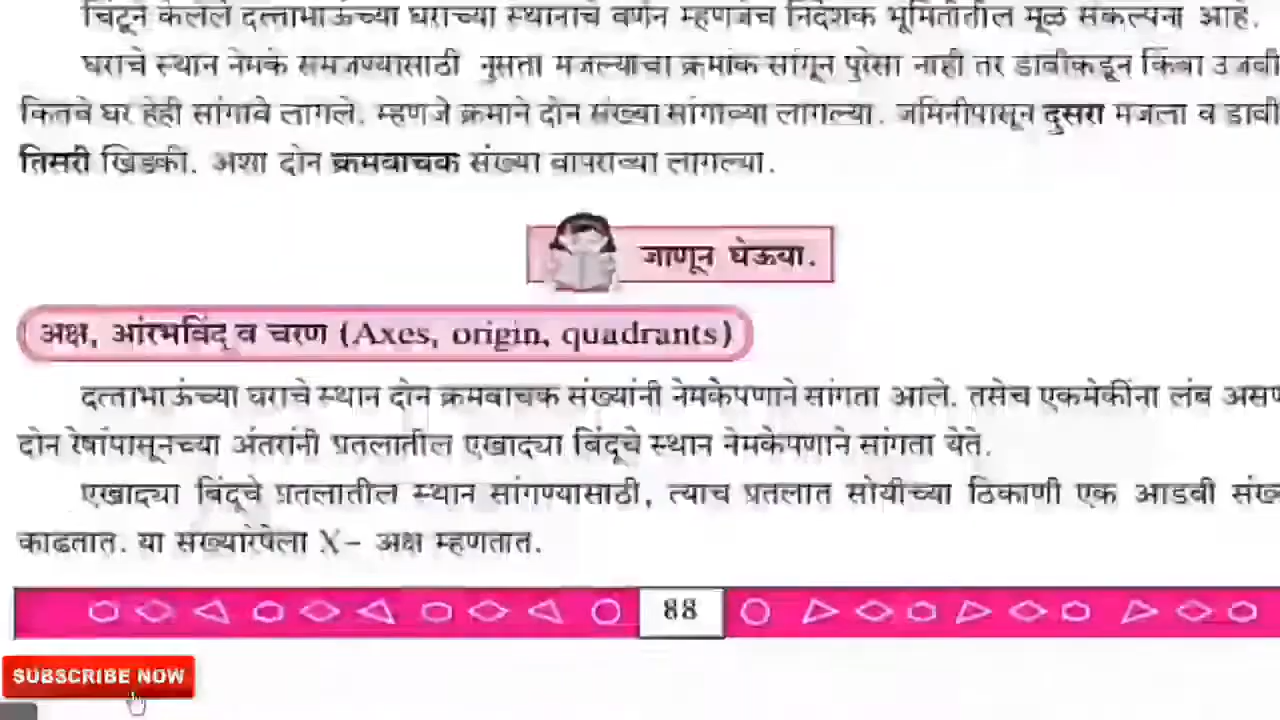 चिंटूने केलेले दत्ताभाऊंच्या घराच्या स्थानाचे वर्णन म्हणजेच निर्देशक भूमितीतील मूळ संकल्पना आहे.
घराचे स्थान नेमके समजण्यासाठी नुसता मजल्याचा क्रमांक सांगून पुरेसा नाही तर डावीकडून किंवा उजवी
कितवे घर हेही सांगावे लागले. म्हणजे क्रमाने दोन संख्या सांगाव्या लागल्या. जमिनीपासून दुसरा मजला व डावी
तिसरी खिडकी. अशा दोन क्रमवाचक संख्या वापराव्या लागल्या.
जाणून घेऊया.
अक्ष, आंरभबिंदू व चरण (Axes, origin, quadrants)
दत्ताभाऊंच्या घराचे स्थान दोन क्रमवाचक संख्यांनी नेमकेपणाने सांगता आले. तसेच एकमेकींना लंब असण
दोन रेषांपासूनच्या अंतरांनी प्रतलातील एखाद्या बिंदूचे स्थान नेमकेपणाने सांगता येते.
एखाद्या बिंदूचे प्रतलातील स्थान सांगण्यासाठी, त्याच प्रतलात सोयीच्या ठिकाणी एक आडवी संख्
काढतात. या संख्यारेषेला X- अक्ष म्हणतात.
88
SUBSCRIBE NOW